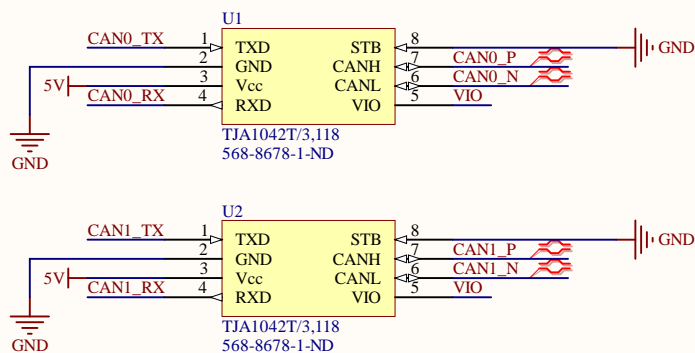 U1
CAN0_TX 1 TXD STB 8 GND
2 GND CANH 7 CAN0_P
5V 3 Vcc CANL 6 CAN0_N
CAN0_RX 4 RXD VIO 5 VIO
GND
TJA1042T/3,118
568-8678-1-ND
U2
CAN1_TX 1 TXD STB 8 GND
2 GND CANH 7 CAN1_P
5V 3 Vcc CANL 6 CAN1_N
CAN1_RX 4 RXD VIO 5 VIO
GND
TJA1042T/3,118
568-8678-1-ND